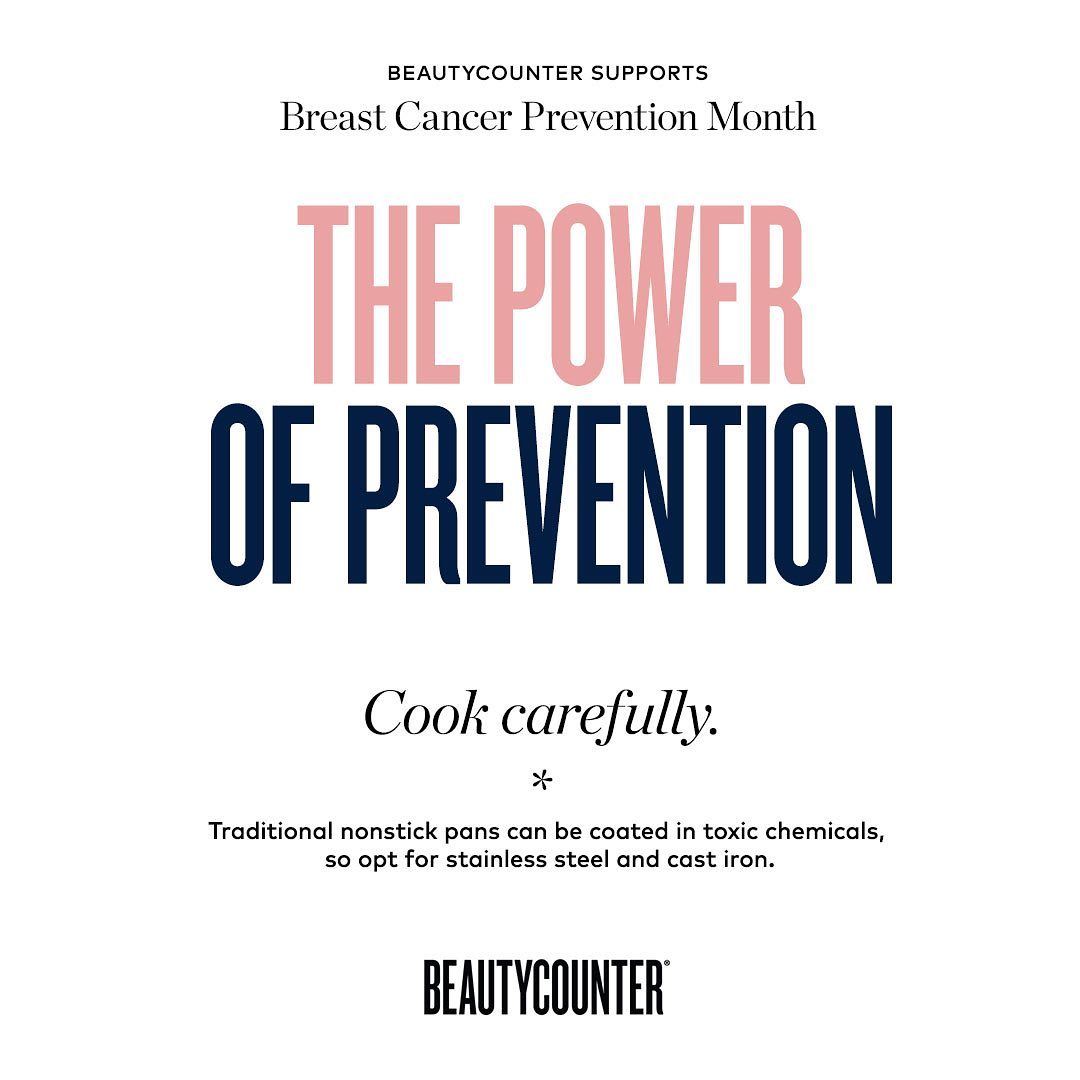 BEAUTYCOUNTER SUPPORTS
Breast Cancer Prevention Month
THE POWER
OF PREVENTION
Cook carefully.
*
Traditional nonstick pans can be coated in toxic chemicals,
so opt for stainless steel and cast iron.
BEAUTYCOUNTER®